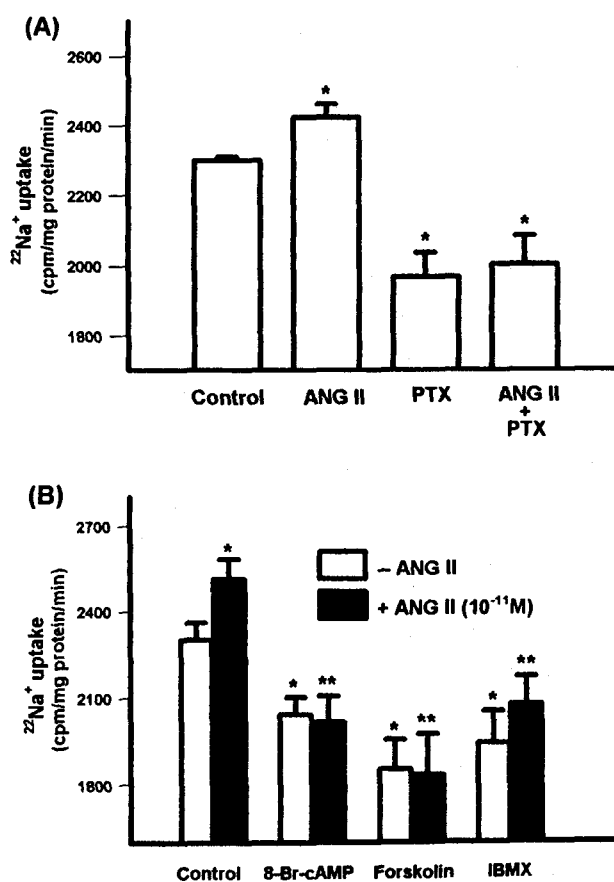 (A)
2600
2400
2200
2000
1800
²²Na⁺ uptake
(cpm/mg protein/min)
*
*
*
Control
ANG II
PTX
ANG II
+
PTX
(B)
2700
2400
2100
1800
²²Na⁺ uptake
(cpm/mg protein/min)
– ANG II
+ ANG II (10⁻¹¹M)
*
*
**
*
**
*
**
Control
8-Br-cAMP
Forskolin
IBMX